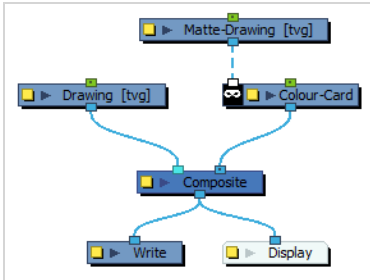 Matte-Drawing [tvg]
Drawing [tvg]
Colour-Card
Composite
Write
Display